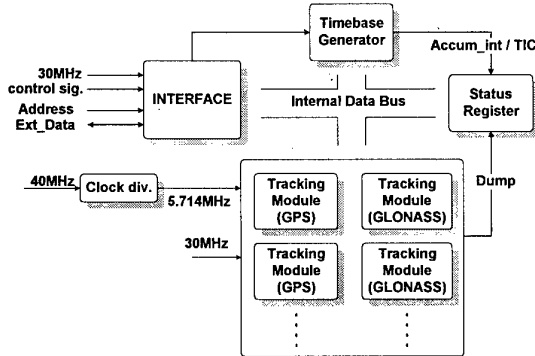 Timebase
Generator
Accum_int / TIC
30MHz
control sig.
Address
Ext_Data
INTERFACE
Internal Data Bus
Status
Register
40MHz
Clock div.
5.714MHz
30MHz
Dump
Tracking
Module
(GPS)
Tracking
Module
(GLONASS)
Tracking
Module
(GPS)
Tracking
Module
(GLONASS)